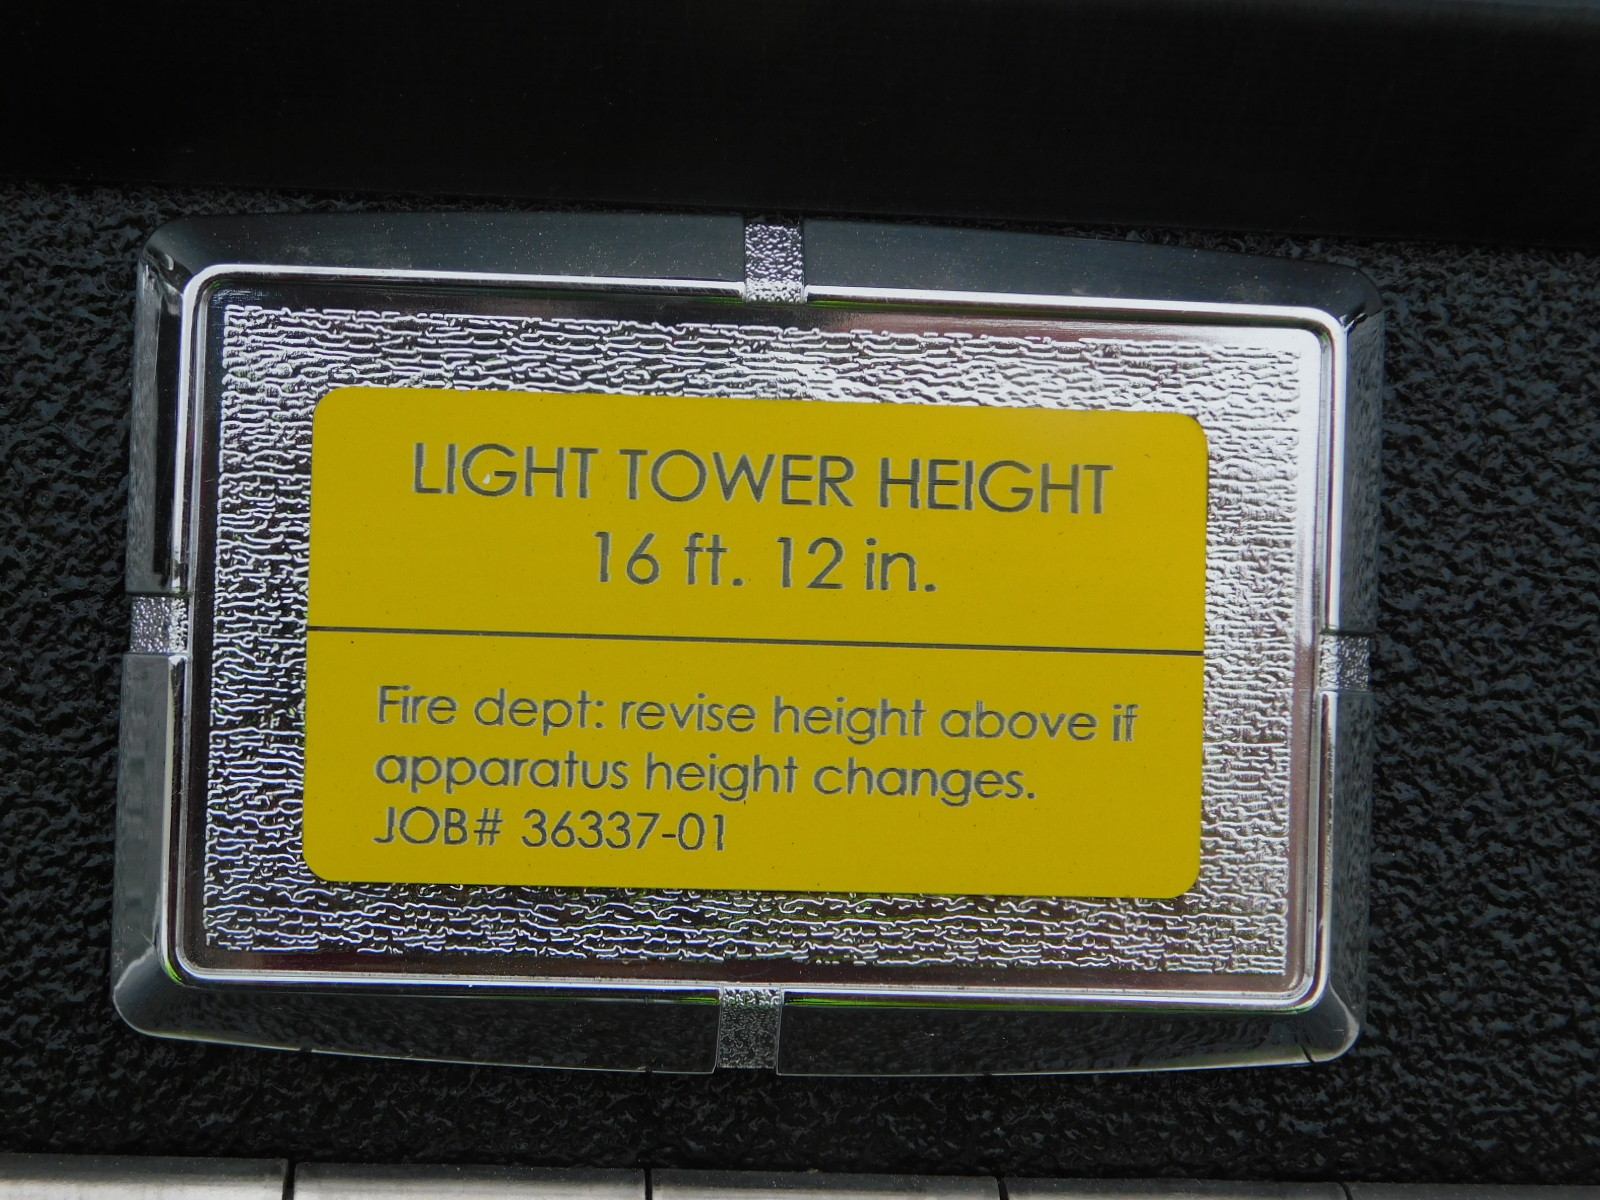 LIGHT TOWER HEIGHT
16 ft. 12 in.
Fire dept: revise height above if
apparatus height changes.
JOB# 36337-01